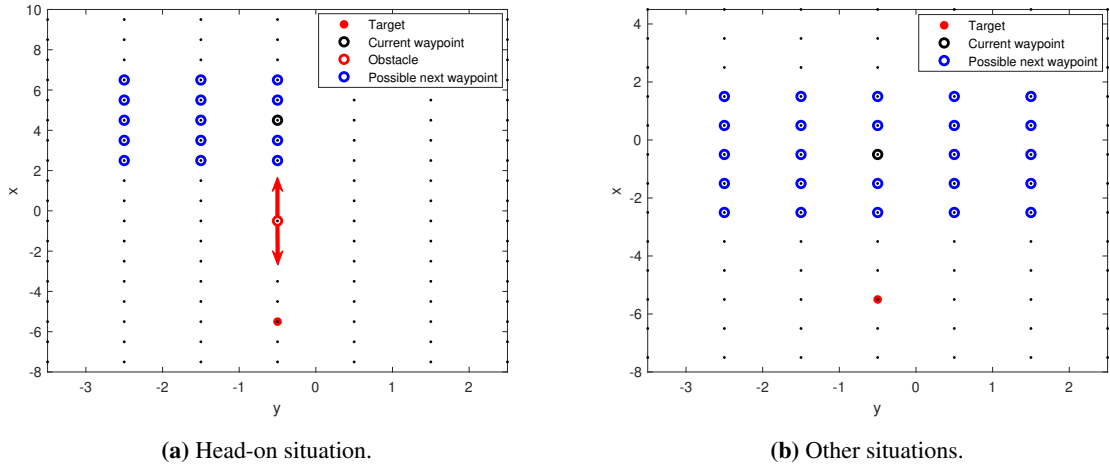 10
8
6
4
2
0
-2
-4
-6
-8
x
-3
-2
-1
0
1
2
y
Target
Current waypoint
Obstacle
Possible next waypoint
(a) Head-on situation.
4
2
0
-2
-4
-6
-8
x
-3
-2
-1
0
1
2
y
Target
Current waypoint
Possible next waypoint
(b) Other situations.